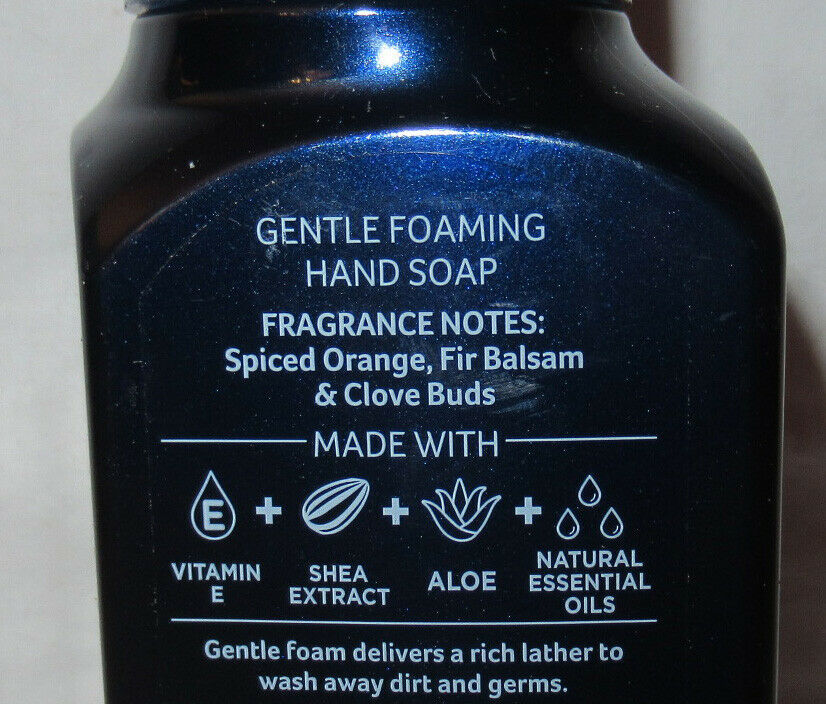 GENTLE FOAMING
HAND SOAP
FRAGRANCE NOTES:
Spiced Orange, Fir Balsam
& Clove Buds
MADE WITH
E + + +
VITAMIN
E
SHEA
EXTRACT
ALOE
NATURAL
ESSENTIAL
OILS
Gentle foam delivers a rich lather to
wash away dirt and germs.